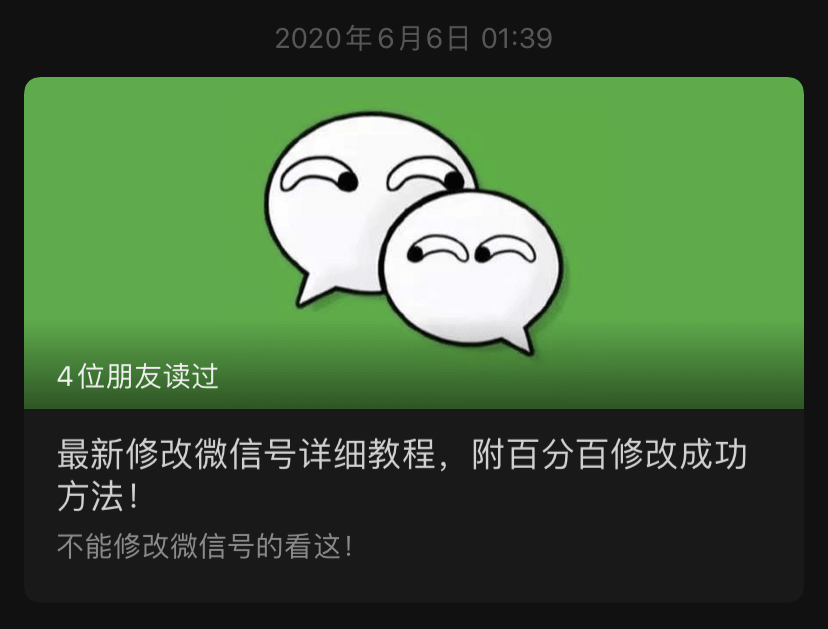 2020年6月6日 01:39
4位朋友读过
最新修改微信号详细教程，附百分百修改成功
方法！
不能修改微信号的看这！